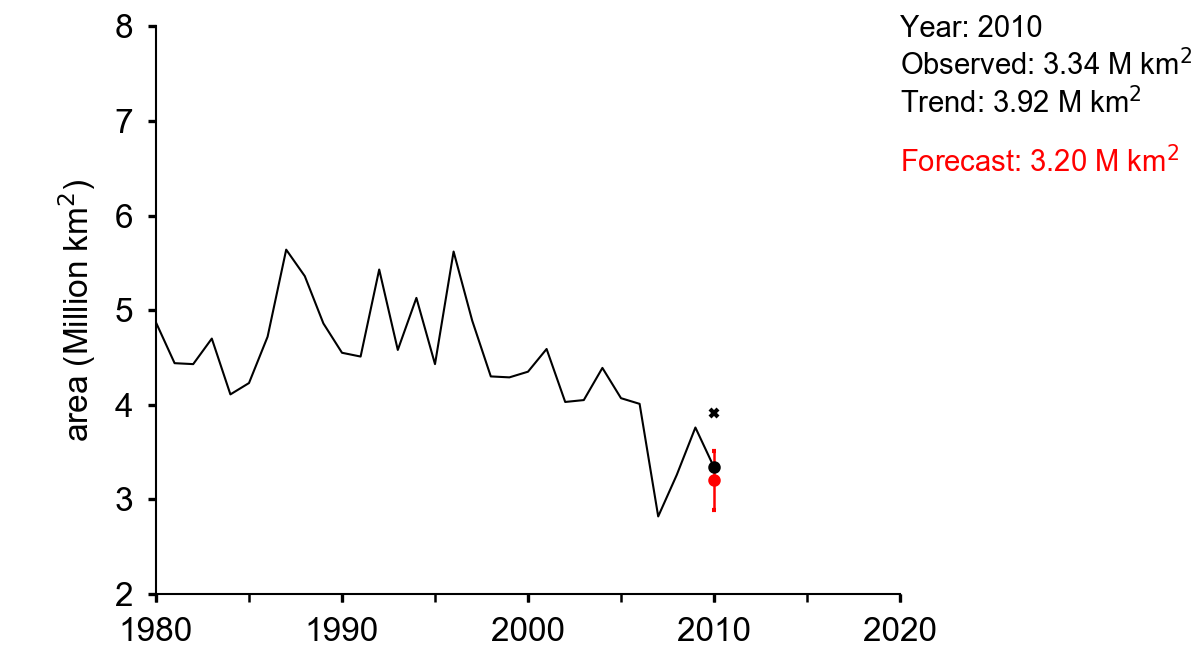 Year: 2010
Observed: 3.34 M km²
Trend: 3.92 M km²
Forecast: 3.20 M km²
area (Million km²)
8
7
6
5
4
3
2
1980 1990 2000 2010 2020